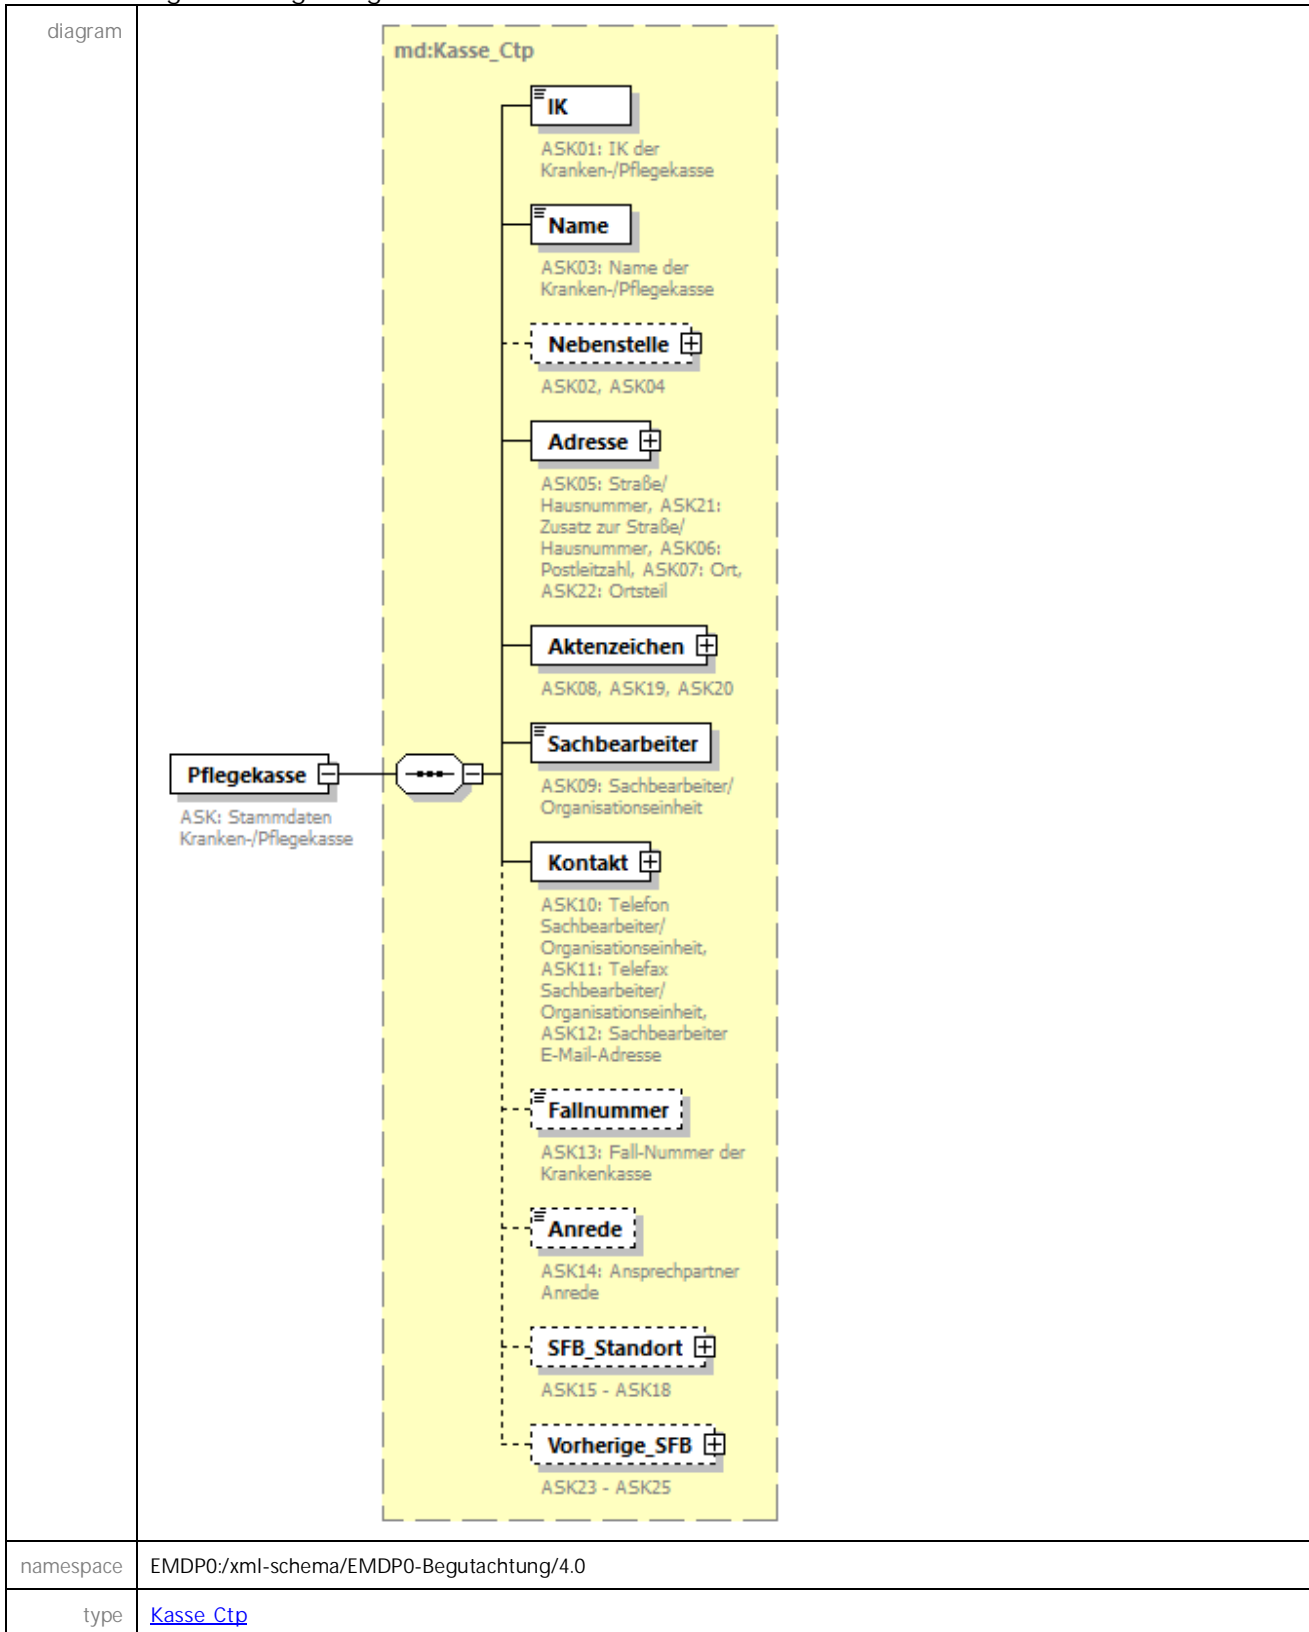 diagram
md:Kasse_Ctp
IK
ASK01: IK der
Kranken-/Pflegekasse
Name
ASK03: Name der
Kranken-/Pflegekasse
Nebenstelle
ASK02, ASK04
Adresse
ASK05: Straße/
Hausnummer, ASK21:
Zusatz zur Straße/
Hausnummer, ASK06:
Postleitzahl, ASK07: Ort,
ASK22: Ortsteil
Aktenzeichen
ASK08, ASK19, ASK20
Sachbearbeiter
ASK09: Sachbearbeiter/
Organisationseinheit
Pflegekasse
ASK: Stammdaten
Kranken-/Pflegekasse
Kontakt
ASK10: Telefon
Sachbearbeiter/
Organisationseinheit,
ASK11: Telefax
Sachbearbeiter/
Organisationseinheit,
ASK12: Sachbearbeiter
E-Mail-Adresse
Fallnummer
ASK13: Fall-Nummer der
Krankenkasse
Anrede
ASK14: Ansprechpartner
Anrede
SFB_Standort
ASK15 - ASK18
Vorherige_SFB
ASK23 - ASK25
namespace EMDP0:/xml-schema/EMDP0-Begutachtung/4.0
type Kasse_Ctp